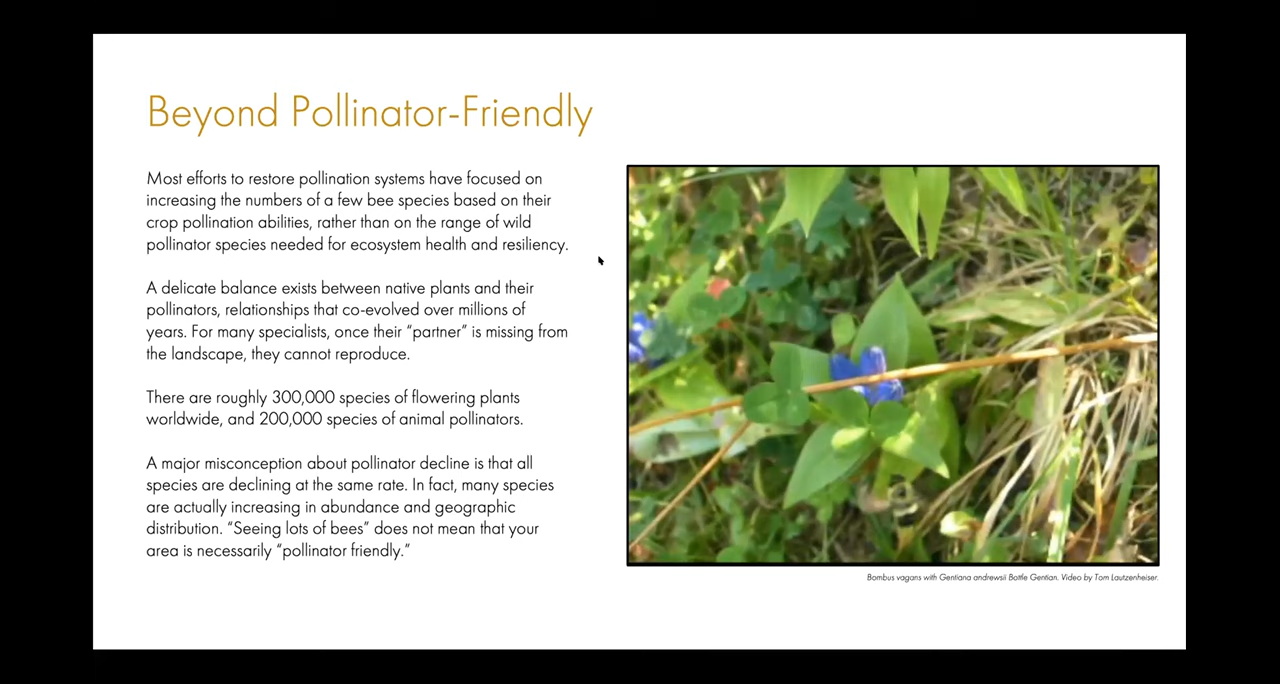 Beyond Pollinator-Friendly
Most efforts to restore pollination systems have focused on
increasing the numbers of a few bee species based on their
crop pollination abilities, rather than on the range of wild
pollinator species needed for ecosystem health and resiliency.
A delicate balance exists between native plants and their
pollinators, relationships that co-evolved over millions of
years. For many specialists, once their “partner” is missing from
the landscape, they cannot reproduce.
There are roughly 300,000 species of flowering plants
worldwide, and 200,000 species of animal pollinators.
A major misconception about pollinator decline is that all
species are declining at the same rate. In fact, many species
are actually increasing in abundance and geographic
distribution. “Seeing lots of bees” does not mean that your
area is necessarily “pollinator friendly.”
Bombus vagans with Gentiana andrewsii Bottle Gentian. Video by Tom Lautzenheiser.